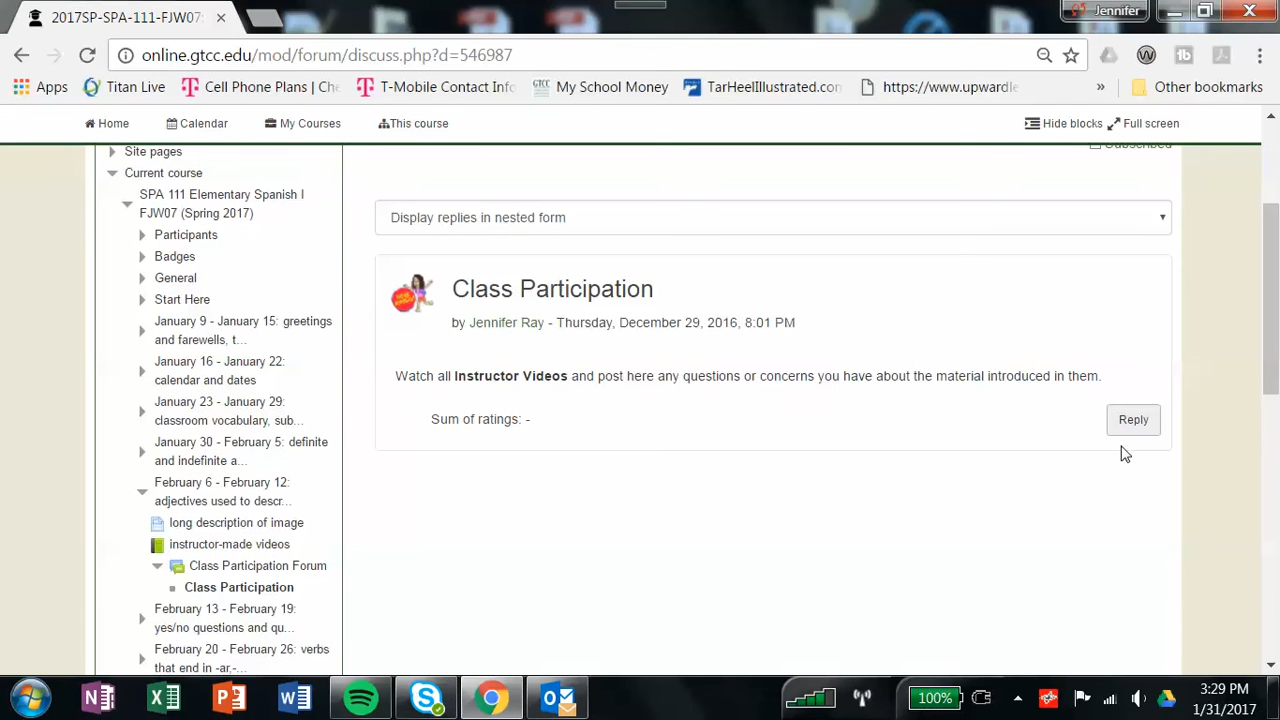 2017SP-SPA-111-FJW07:
Jennifer
online.gtcc.edu/mod/forum/discuss.php?d=546987
Apps
Titan Live
Cell Phone Plans | Che
T-Mobile Contact Info
GTCC
My School Money
TarHeelIllustrated.com
https://www.upwardle
» Other bookmarks
Home
Calendar
My Courses
This course
Hide blocks
Full screen
Subscribed
Site pages
Current course
SPA 111 Elementary Spanish I
FJW07 (Spring 2017)
Participants
Badges
General
Start Here
January 9 - January 15: greetings
and farewells, t...
January 16 - January 22:
calendar and dates
January 23 - January 29:
classroom vocabulary, sub...
January 30 - February 5: definite
and indefinite a...
February 6 - February 12:
adjectives used to descr...
long description of image
instructor-made videos
Class Participation Forum
Class Participation
February 13 - February 19:
yes/no questions and qu...
February 20 - February 26: verbs
that end in -ar,-...
Display replies in nested form
Class Participation
by Jennifer Ray - Thursday, December 29, 2016, 8:01 PM
Watch all Instructor Videos and post here any questions or concerns you have about the material introduced in them.
Sum of ratings: -
Reply
100%
3:29 PM
1/31/2017